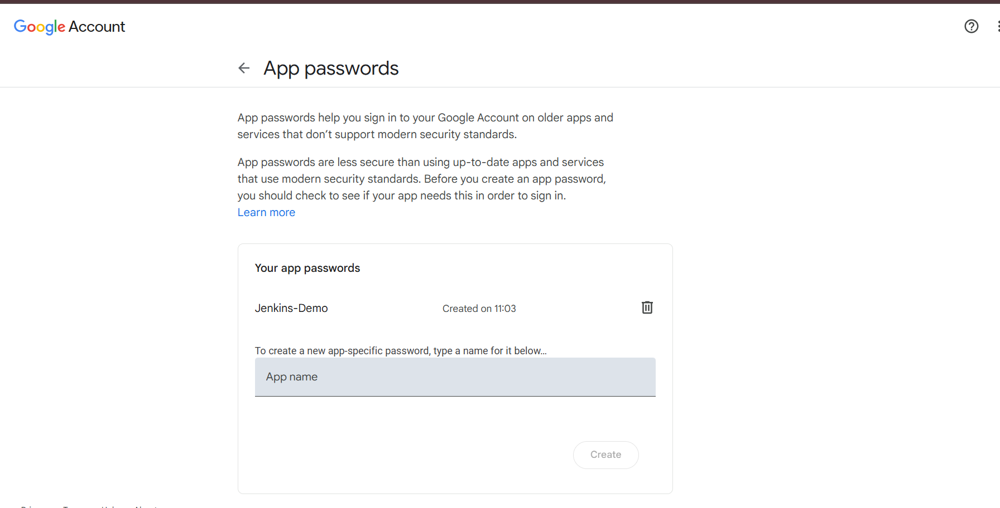 Google Account
App passwords
App passwords help you sign in to your Google Account on older apps and
services that don’t support modern security standards.
App passwords are less secure than using up-to-date apps and services
that use modern security standards. Before you create an app password,
you should check to see if your app needs this in order to sign in.
Learn more
Your app passwords
Jenkins-Demo Created on 11:03
To create a new app-specific password, type a name for it below...
App name
Create